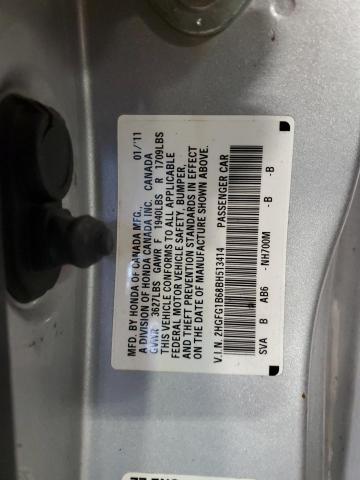 MFD. BY HONDA OF CANADA MFG., 01/'11
A DIVISION OF HONDA CANADA INC. CANADA
GVWR 3627LBS GAWR F 1940LBS R 1709LBS
THIS VEHICLE CONFORMS TO ALL APPLICABLE
FEDERAL MOTOR VEHICLE SAFETY, BUMPER,
AND THEFT PREVENTION STANDARDS IN EFFECT
ON THE DATE OF MANUFACTURE SHOWN ABOVE.
V.I.N. 2HGFG1B68BH513414 PASSENGER CAR
SVA B AB6 -NH700M -B -B